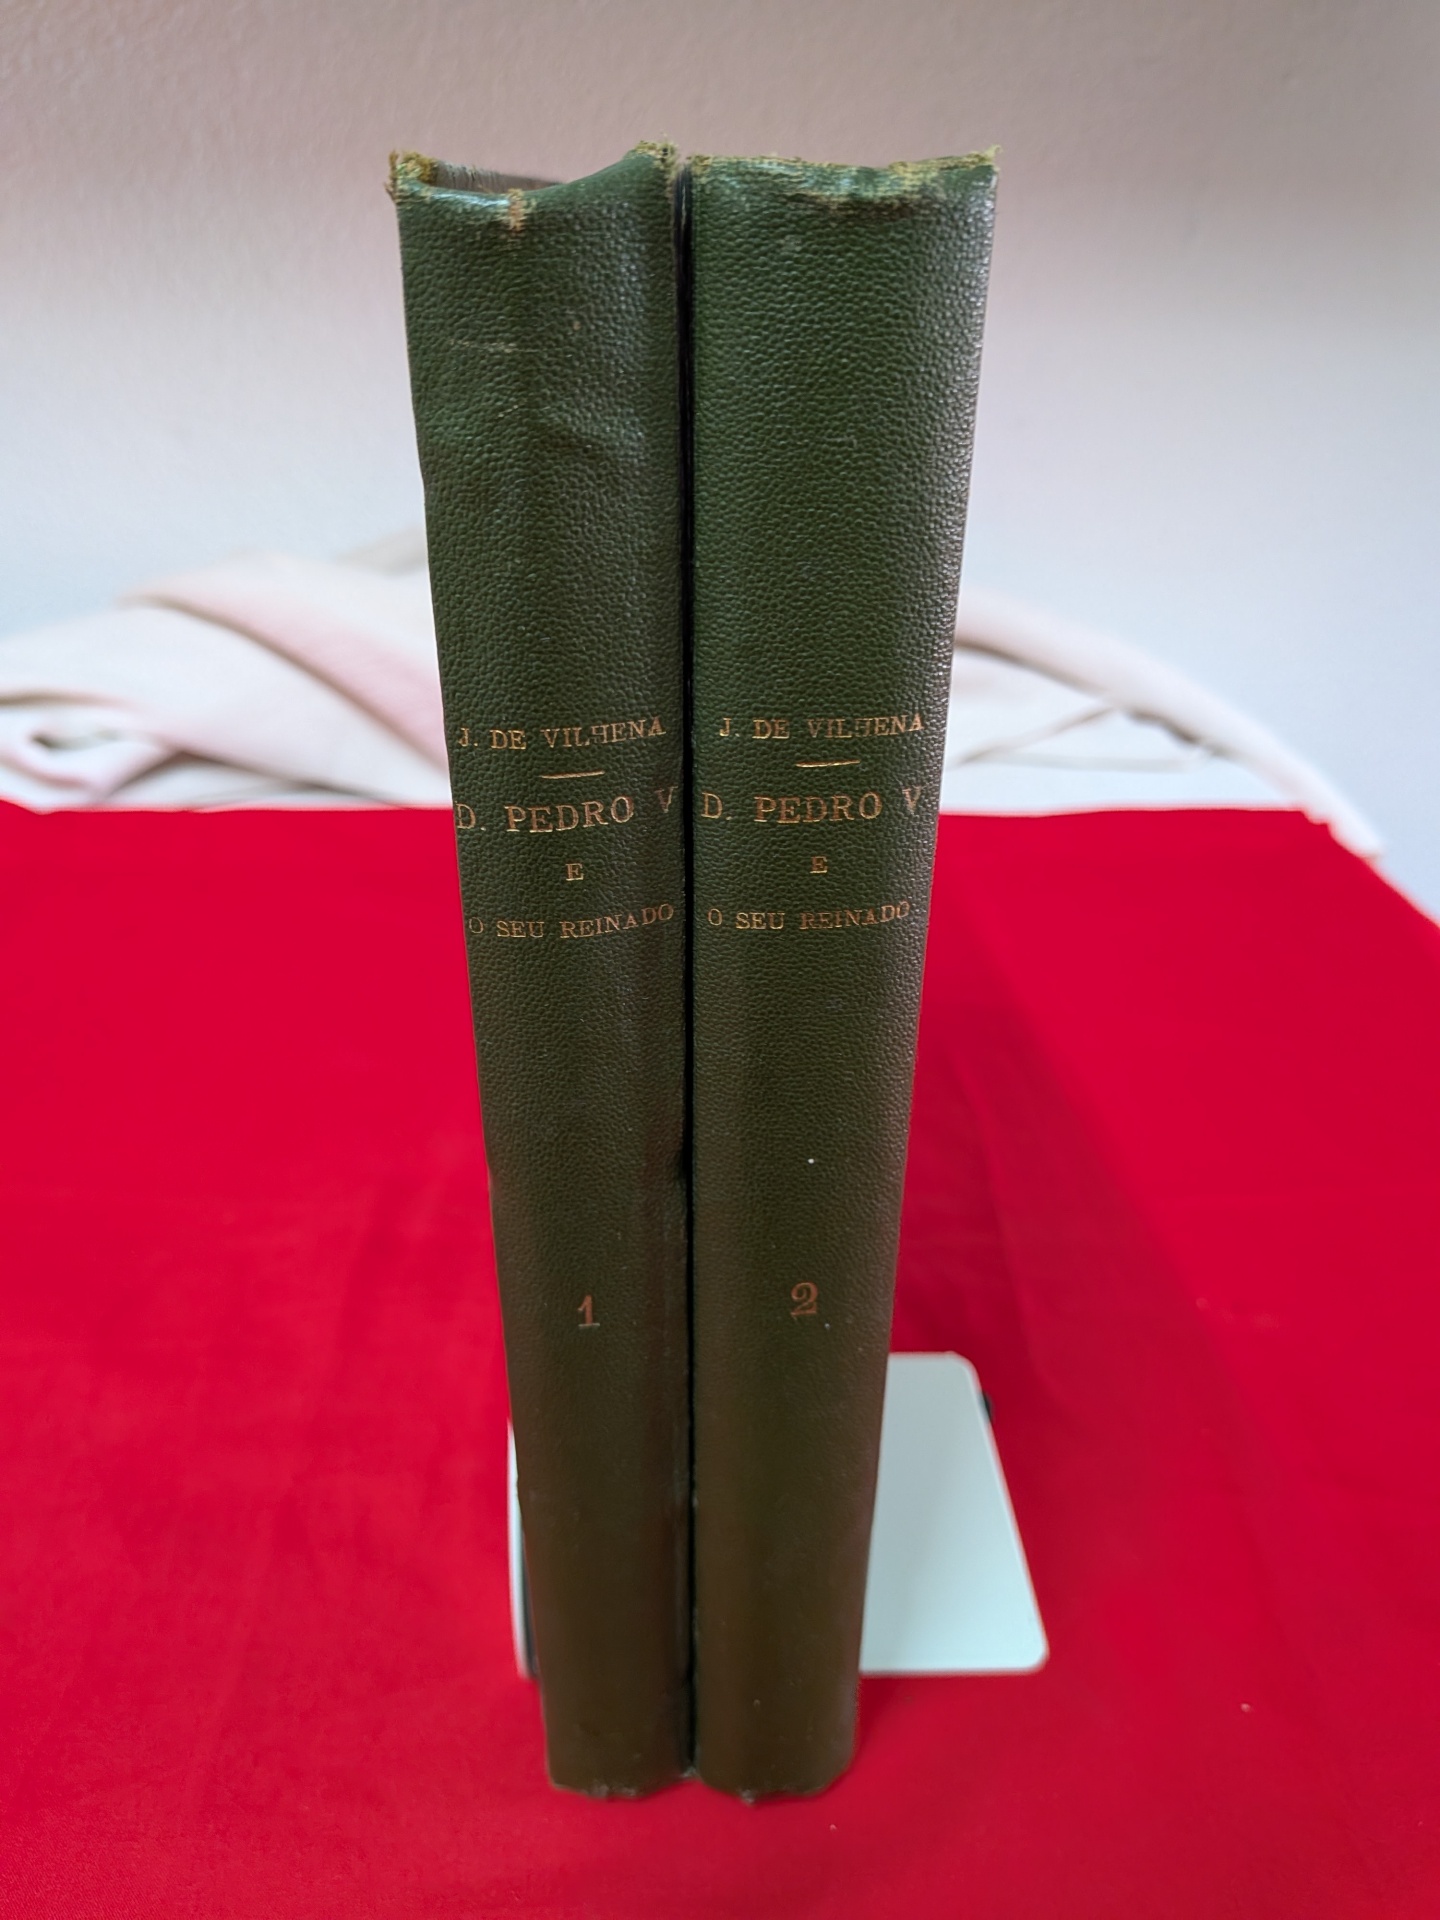 J. DE VILHENA
D. PEDRO V
E
O SEU REINADO
1
J. DE VILHENA
D. PEDRO V
E
O SEU REINADO
2